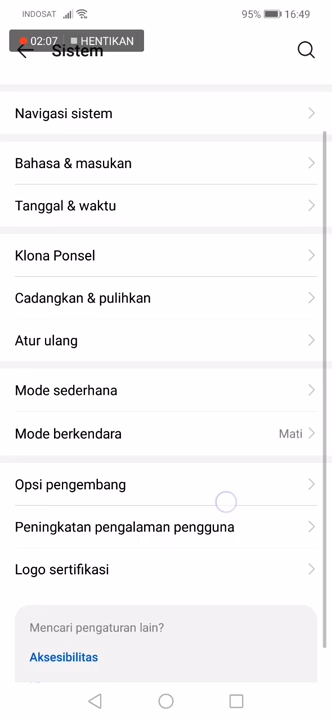 INDOSAT
95%
16:49
02:07
HENTIKAN
Sistem
Navigasi sistem
Bahasa & masukan
Tanggal & waktu
Klona Ponsel
Cadangkan & pulihkan
Atur ulang
Mode sederhana
Mode berkendara
Mati
Opsi pengembang
Peningkatan pengalaman pengguna
Logo sertifikasi
Mencari pengaturan lain?
Aksesibilitas